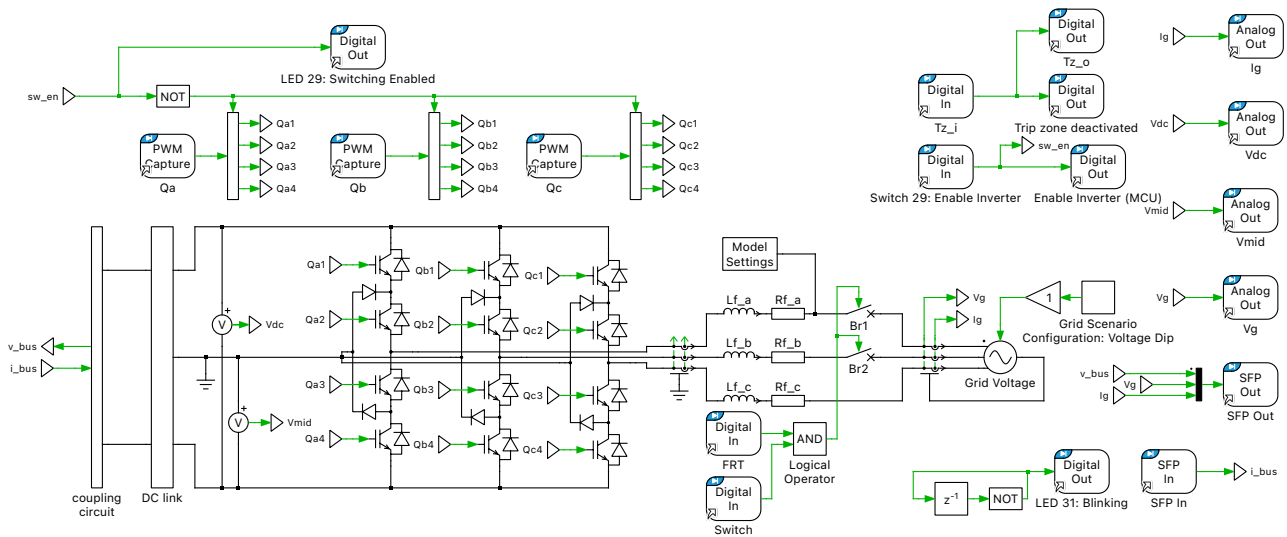 Digital
Out
LED 29: Switching Enabled
sw_en
NOT
PWM
Capture
Qa
Qa1
Qa2
Qa3
Qa4
PWM
Capture
Qb
Qb1
Qb2
Qb3
Qb4
PWM
Capture
Qc
Qc1
Qc2
Qc3
Qc4
Digital
In
Tz_i
Digital
Out
Tz_o
Digital
Out
Trip zone deactivated
Digital
In
Switch 29: Enable Inverter
sw_en
Digital
Out
Enable Inverter (MCU)
Ig
Analog
Out
Ig
Vdc
Analog
Out
Vdc
Vmid
Analog
Out
Vmid
Vg
Analog
Out
Vg
v_bus
i_bus
coupling
circuit
DC link
+
V
Vdc
+
V
Vmid
Qa1
Qa2
Qa3
Qa4
Qb1
Qb2
Qb3
Qb4
Qc1
Qc2
Qc3
Qc4
Model
Settings
Lf_a
Rf_a
Lf_b
Rf_b
Lf_c
Rf_c
Br1
Br2
Vg
Ig
1
Grid Scenario
Configuration: Voltage Dip
Grid Voltage
Digital
In
FRT
Digital
In
Switch
AND
Logical
Operator
v_bus
Vg
Ig
SFP
Out
SFP Out
z-1
NOT
Digital
Out
LED 31: Blinking
SFP
In
SFP In
i_bus